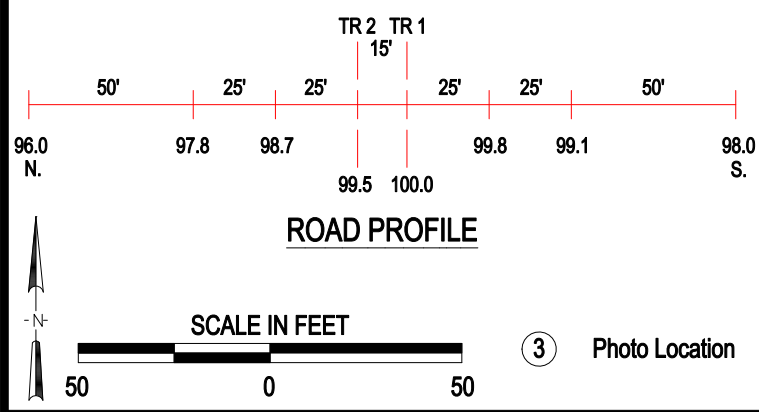 TR 2 TR 1
15'
50' 25' 25' 25' 25' 50'
96.0 97.8 98.7 99.8 99.1 98.0
N. S.
99.5 100.0
ROAD PROFILE
-N-
SCALE IN FEET
3 Photo Location
50 0 50